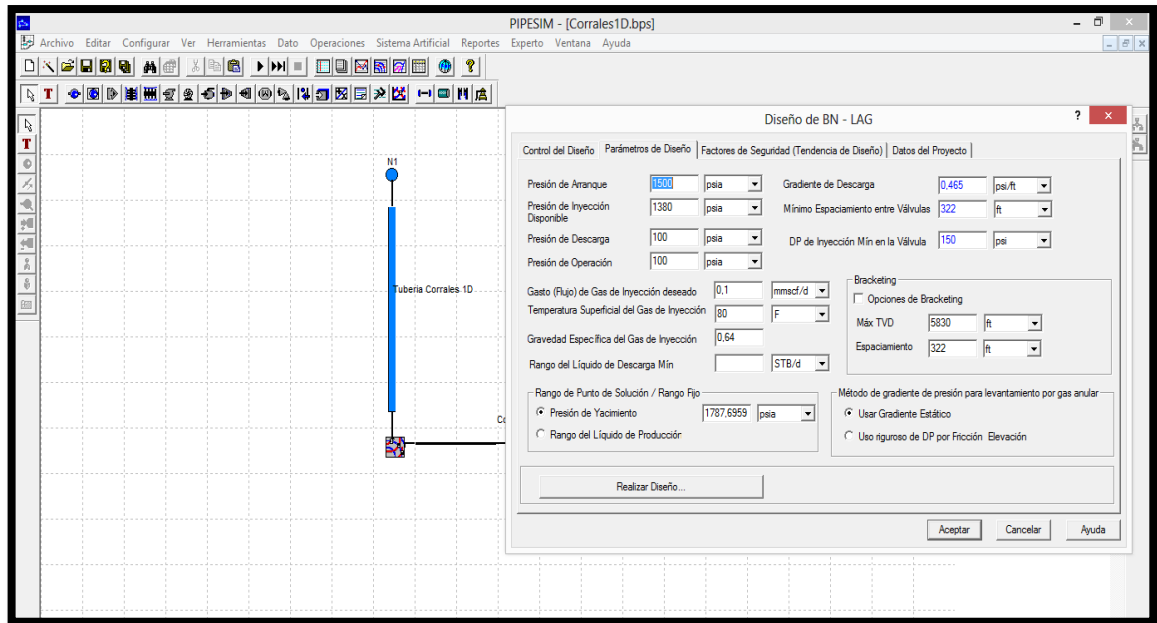 PIPESIM - [Corrales1D.bps]
Archivo Editar Configurar Ver Herramientas Dato Operaciones Sistema Artificial Reportes Experto Ventana Ayuda
T
T
N1
Tuberia Corrales 1D
Diseño de BN - LAG
Control del Diseño Parámetros de Diseño Factores de Seguridad (Tendencia de Diseño) Datos del Proyecto
Presión de Arranque 1500 psia
Gradiente de Descarga 0,465 psi/ft
Presión de Inyección Disponible 1380 psia
Mínimo Espaciamiento entre Válvulas 322 ft
Presión de Descarga 100 psia
DP de Inyección Mín en la Válvula 150 psi
Presión de Operación 100 psia
Gasto (Flujo) de Gas de Inyección deseado 0,1 mmscf/d
Temperatura Superficial del Gas de Inyección 80 F
Gravedad Específica del Gas de Inyección 0,64
Rango del Líquido de Descarga Mín STB/d
Bracketing
Opciones de Bracketing
Máx TVD 5830 ft
Espaciamiento 322 ft
Rango de Punto de Solución / Rango Fijo
Presión de Yacimiento 1787,6959 psia
Rango del Líquido de Producción
Método de gradiente de presión para levantamiento por gas anular
Usar Gradiente Estático
Uso riguroso de DP por Fricción Elevación
Realizar Diseño...
Aceptar Cancelar Ayuda